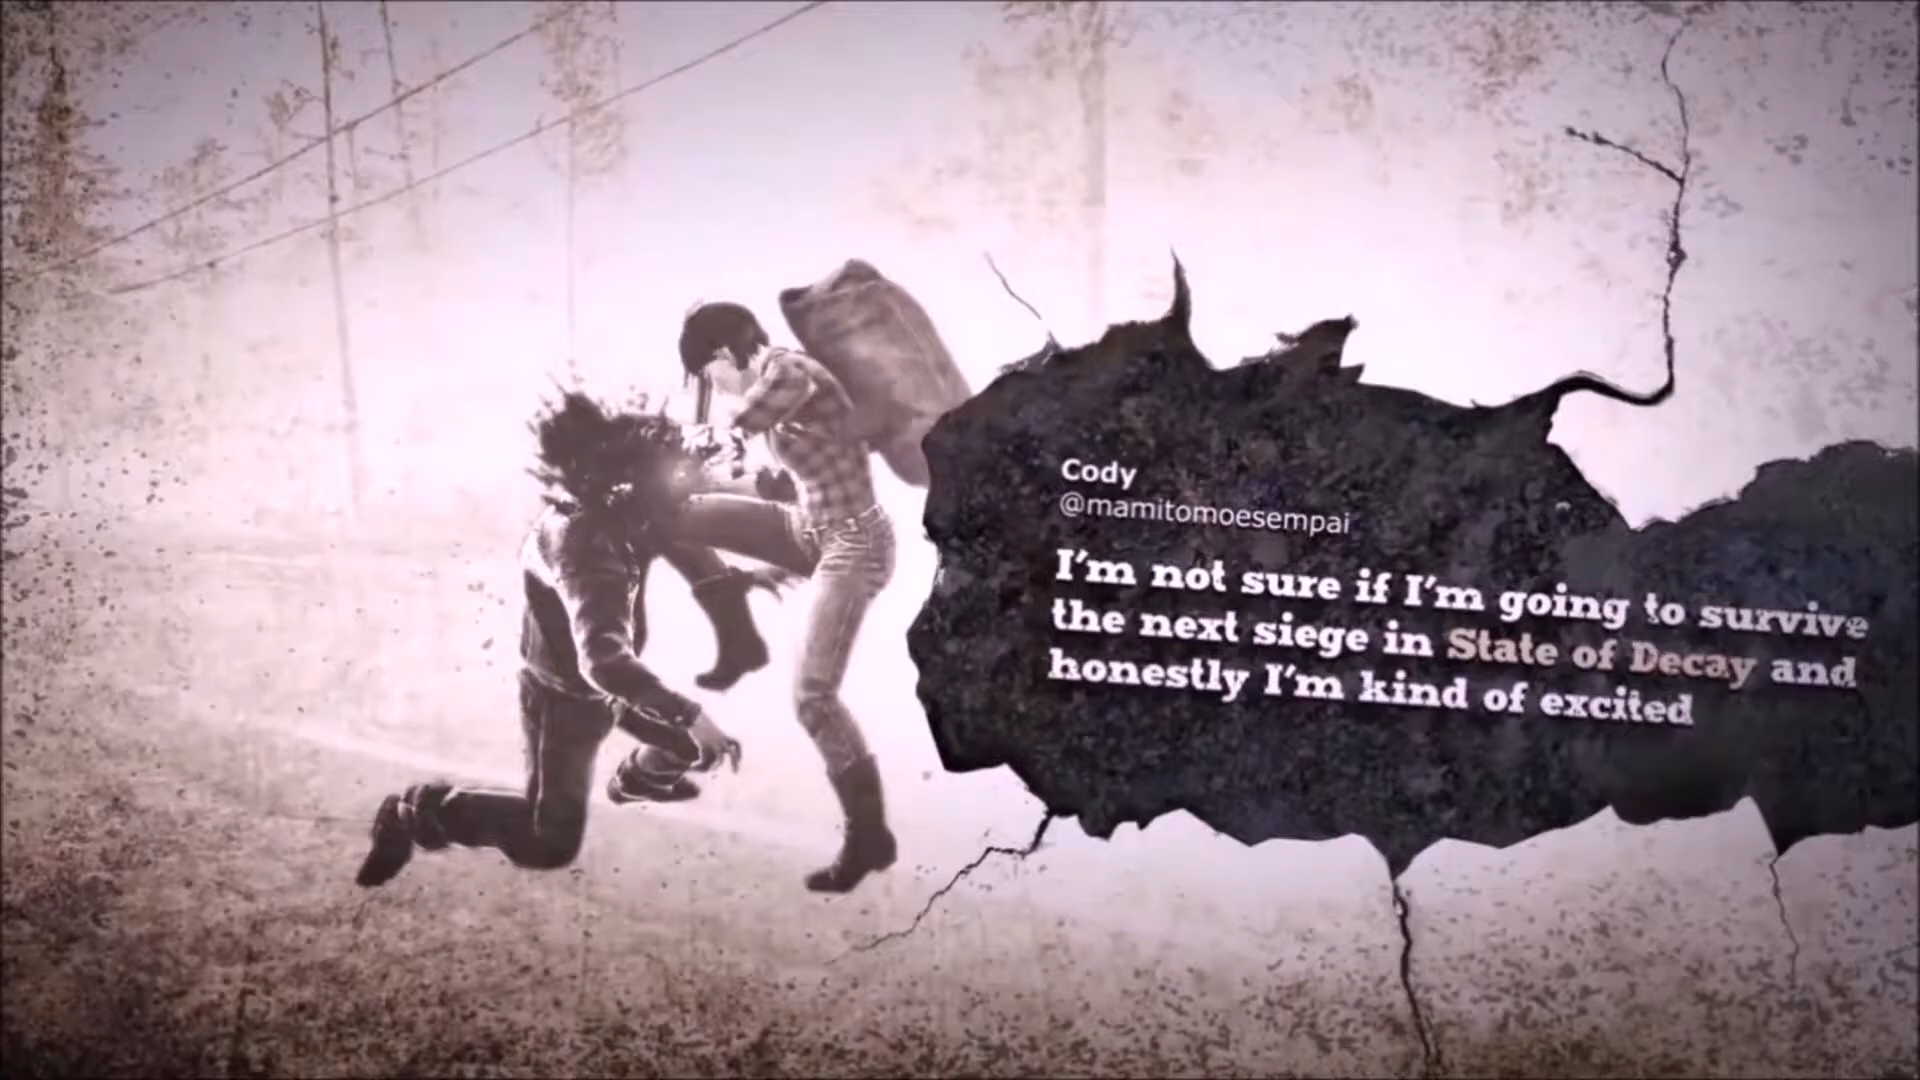 Cody
@mamitomoesempai
I'm not sure if I'm going to survive
the next siege in State of Decay and
honestly I'm kind of excited